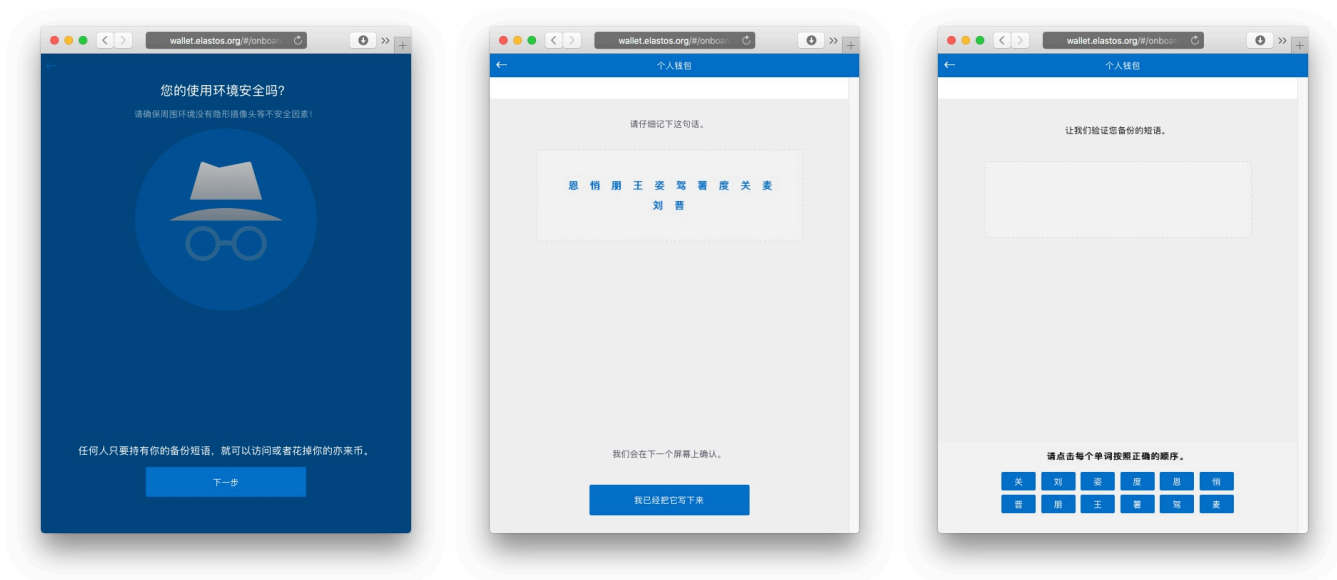 wallet.elastos.org/#/onboar
您的使用环境安全吗?
请确保周围环境没有隐形摄像头等不安全因素!
任何人只要持有你的备份短语，就可以访问或者花掉你的亦来币。
下一步
wallet.elastos.org/#/onboar
个人钱包
请仔细记下这句话。
恩 悄 朋 王 姿 驾 著 度 关 麦
刘 晋
我们会在下一个屏幕上确认。
我已经把它写下来
wallet.elastos.org/#/onboar
个人钱包
让我们验证您备份的短语。
请点击每个单词按照正确的顺序。
关 刘 姿 度 恩 悄
晋 朋 王 著 驾 麦